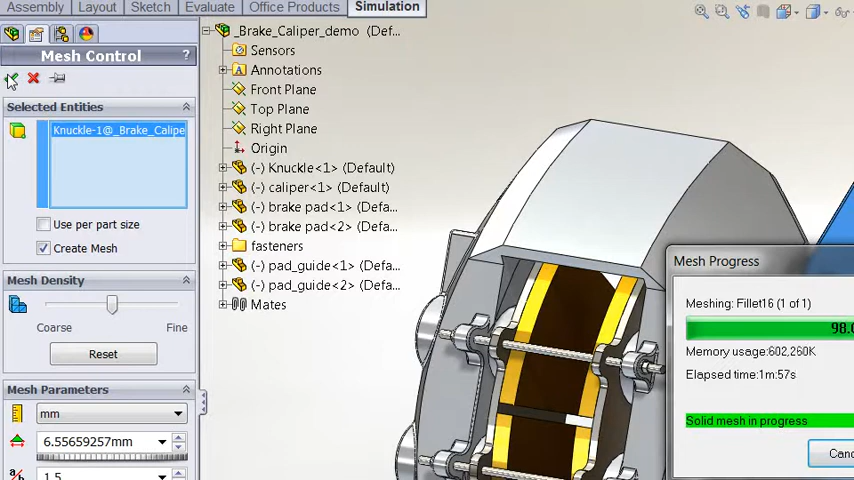 Assembly Layout Sketch Evaluate Office Products Simulation
Mesh Control ?
Selected Entities
Knuckle-1@_Brake_Calipe
Use per part size
Create Mesh
Mesh Density
Coarse Fine
Reset
Mesh Parameters
mm
6.55659257mm
a/b 1.5
_Brake_Caliper_demo (Def...
Sensors
A Annotations
Front Plane
Top Plane
Right Plane
Origin
(-) Knuckle<1> (Default)
(-) caliper<1> (Default)
(-) brake pad<1> (Defa...
(-) brake pad<2> (Defa...
fasteners
(-) pad_guide<1> (Defa...
(-) pad_guide<2> (Defa...
Mates
Mesh Progress
Meshing: Fillet16 (1 of 1)
98.0
Memory usage:602,260K
Elapsed time:1m:57s
Solid mesh in progress
Canc